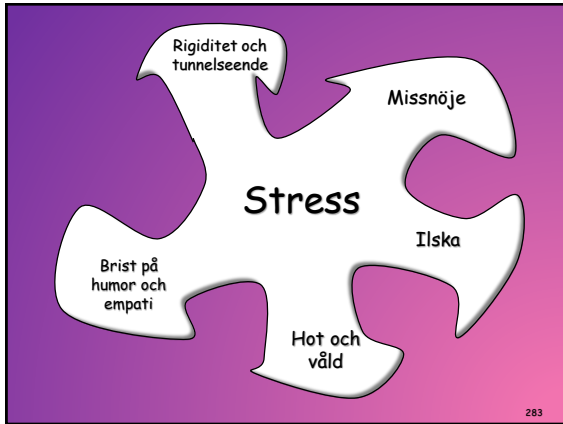 Rigiditet och
tunnelseende
Missnöje
Stress
Ilska
Brist på
humor och
empati
Hot och
våld
283